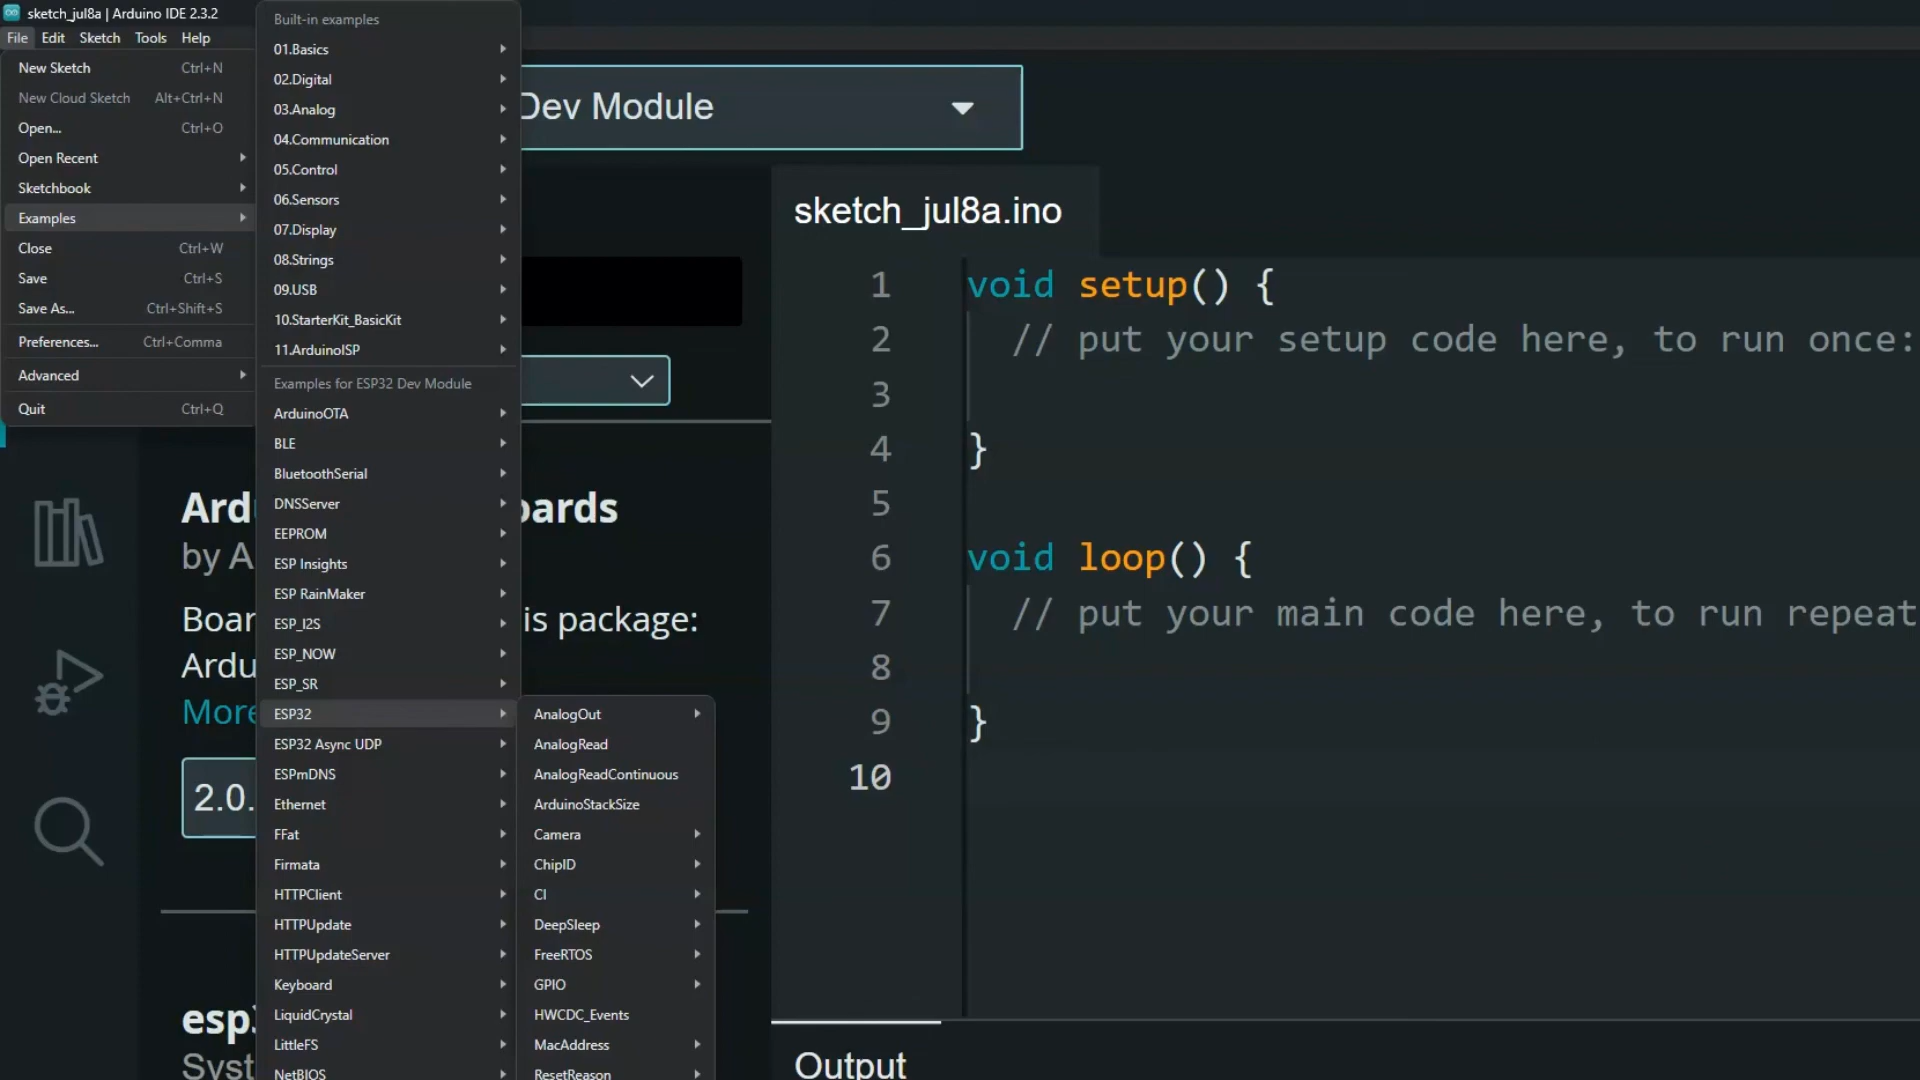 sketch_jul8a | Arduino IDE 2.3.2
File Edit Sketch Tools Help
New Sketch Ctrl+N
New Cloud Sketch Alt+Ctrl+N
Open... Ctrl+O
Open Recent
Sketchbook
Examples
Close Ctrl+W
Save Ctrl+S
Save As... Ctrl+Shift+S
Preferences... Ctrl+Comma
Advanced
Quit Ctrl+Q
Built-in examples
01.Basics
02.Digital
03.Analog
04.Communication
05.Control
06.Sensors
07.Display
08.Strings
09.USB
10.StarterKit_BasicKit
11.ArduinoISP
Examples for ESP32 Dev Module
ArduinoOTA
BLE
BluetoothSerial
DNSServer
EEPROM
ESP Insights
ESP RainMaker
ESP_I2S
ESP_NOW
ESP_SR
ESP32
ESP32 Async UDP
ESPmDNS
Ethernet
FFat
Firmata
HTTPClient
HTTPUpdate
HTTPUpdateServer
Keyboard
LiquidCrystal
LittleFS
NetBIOS
AnalogOut
AnalogRead
AnalogReadContinuous
ArduinoStackSize
Camera
ChipID
CI
DeepSleep
FreeRTOS
GPIO
HWCDC_Events
MacAddress
ResetReason
Dev Module
Ard oards
by A
Boar is package:
Ardu
More
2.0.
esp
Syst
sketch_jul8a.ino
1 void setup() {
2 // put your setup code here, to run once:
3
4 }
5
6 void loop() {
7 // put your main code here, to run repeat
8
9 }
10
Output